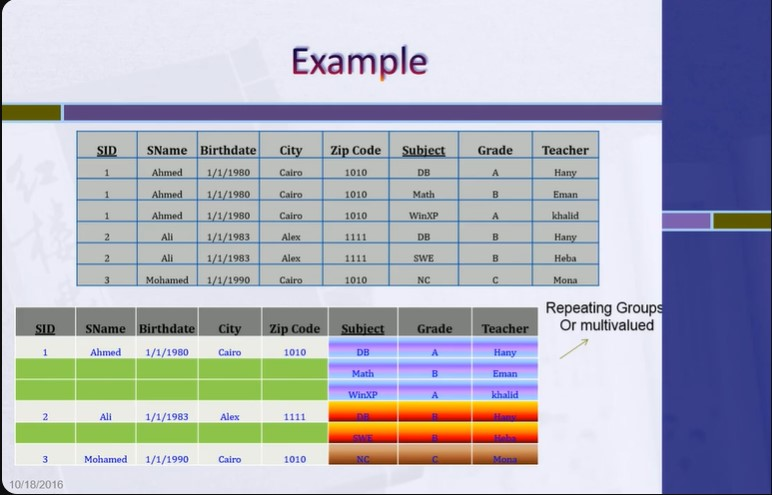 Example
SID SName Birthdate City Zip Code Subject Grade Teacher
1 Ahmed 1/1/1980 Cairo 1010 DB A Hany
1 Ahmed 1/1/1980 Cairo 1010 Math B Eman
1 Ahmed 1/1/1980 Cairo 1010 WinXP A khalid
2 Ali 1/1/1983 Alex 1111 DB B Hany
2 Ali 1/1/1983 Alex 1111 SWE B Heba
3 Mohamed 1/1/1990 Cairo 1010 NC C Mona
Repeating Groups
Or multivalued
SID SName Birthdate City Zip Code Subject Grade Teacher
1 Ahmed 1/1/1980 Cairo 1010 DB A Hany
Math B Eman
WinXP A khalid
2 Ali 1/1/1983 Alex 1111 DB B Hany
SWE B Heba
3 Mohamed 1/1/1990 Cairo 1010 NC C Mona
10/18/2016